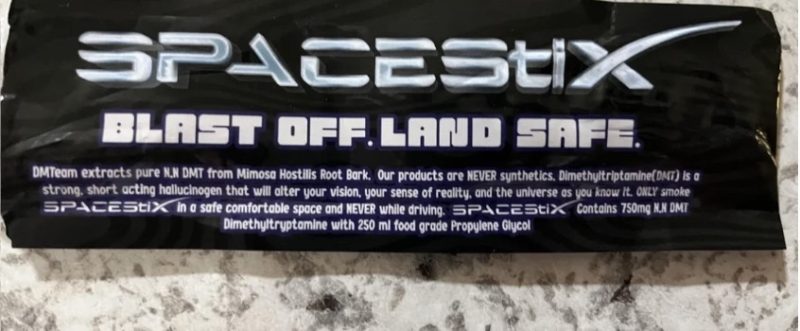 SPACEStiX
BLAST OFF. LAND SAFE.
DMTeam extracts pure N,N DMT from Mimosa Hostilis Root Bark. Our products are NEVER synthetics. Dimethyltriptamine(DMT) is a
strong, short acting hallucinogen that will alter your vision, your sense of reality, and the universe as you know it. ONLY smoke
SPACEStiX in a safe comfortable space and NEVER while driving. SPACEStiX Contains 750mg N,N DMT
Dimethyltryptamine with 250 ml food grade Propylene Glycol